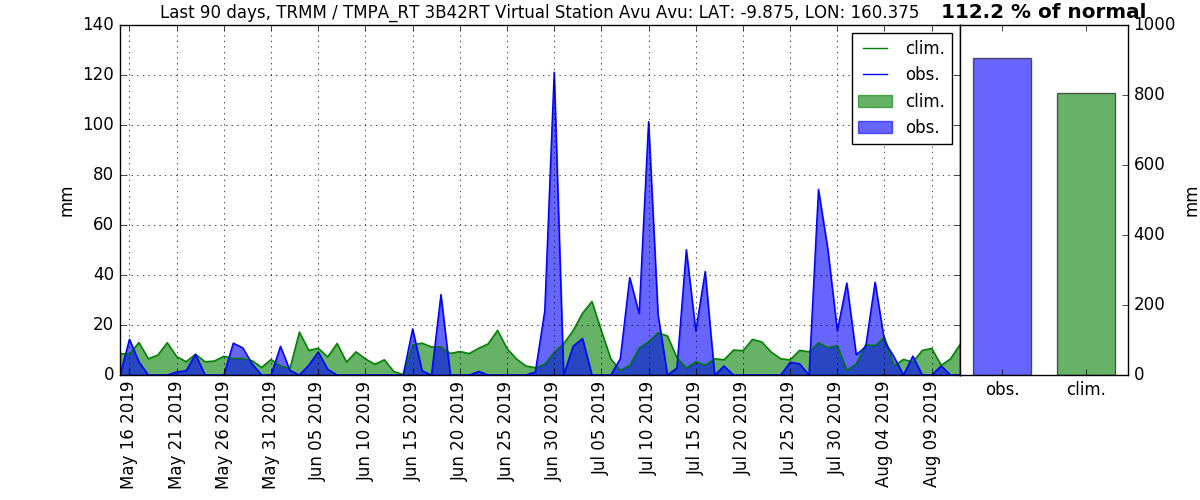 Last 90 days, TRMM / TMPA_RT 3B42RT Virtual Station Avu Avu: LAT: -9.875, LON: 160.375
112.2 % of normal
140
120
100
80
60
40
20
0
mm
clim.
obs.
clim.
obs.
1000
800
600
400
200
0
mm
May 16 2019
May 21 2019
May 26 2019
May 31 2019
Jun 05 2019
Jun 10 2019
Jun 15 2019
Jun 20 2019
Jun 25 2019
Jun 30 2019
Jul 05 2019
Jul 10 2019
Jul 15 2019
Jul 20 2019
Jul 25 2019
Jul 30 2019
Aug 04 2019
Aug 09 2019
obs.
clim.